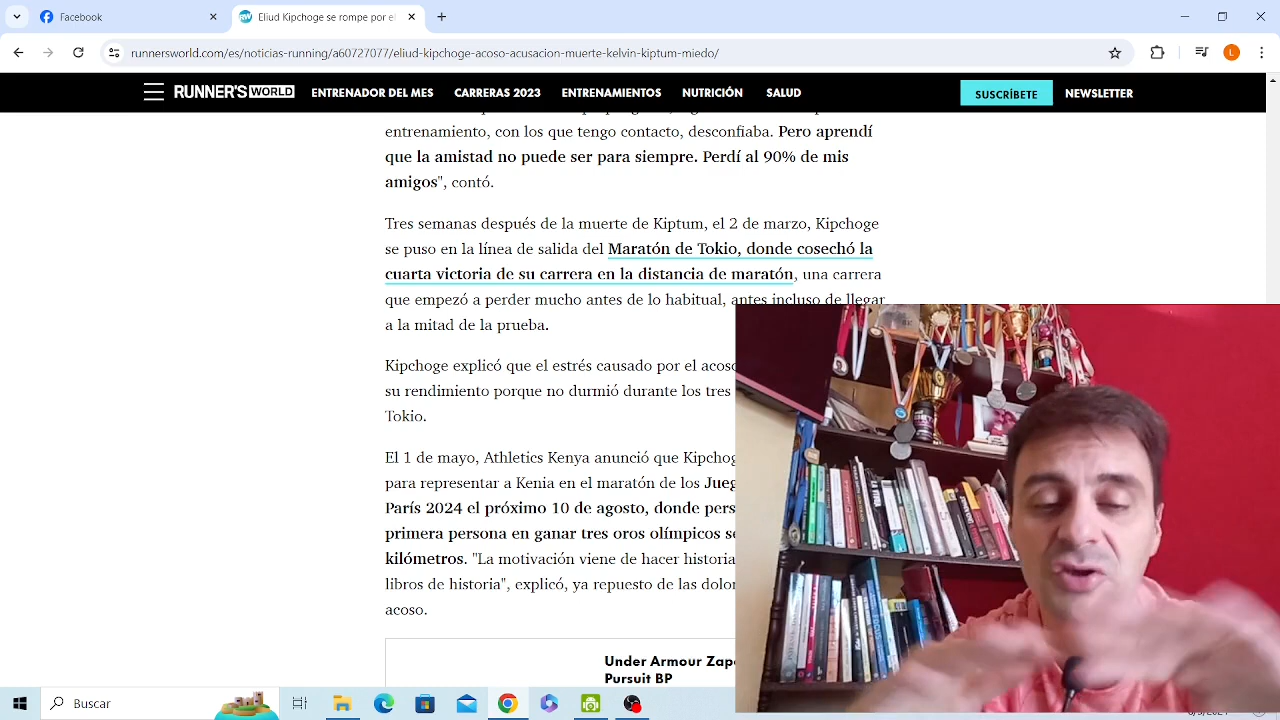 Facebook
Eliud Kipchoge se rompe por el
runnersworld.com/es/noticias-running/a60727077/eliud-kipchoge-acoso-acusacion-muerte-kelvin-kiptum-miedo/
L
RUNNER'S WORLD
ENTRENADOR DEL MES
CARRERAS 2023
ENTRENAMIENTOS
NUTRICIÓN
SALUD
SUSCRÍBETE
NEWSLETTER
entrenamiento, con los que tengo contacto, desconfiaba. Pero aprendí
que la amistad no puede ser para siempre. Perdí al 90% de mis
amigos", contó.
Tres semanas después de la muerte de Kiptum, el 2 de marzo, Kipchoge
se puso en la línea de salida del Maratón de Tokio, donde cosechó la
cuarta victoria de su carrera en la distancia de maratón, una carrera
que empezó a perder mucho antes de lo habitual, antes incluso de llegar
a la mitad de la prueba.
Kipchoge explicó que el estrés causado por el acoso
su rendimiento porque no durmió durante los tres
Tokio.
El 1 de mayo, Athletics Kenya anunció que Kipchog
para representar a Kenia en el maratón de los Jueg
París 2024 el próximo 10 de agosto, donde pers
primera persona en ganar tres oros olímpicos se
kilómetros. "La motivación viene de hacer historia
libros de historia", explicó, ya repuesto de las dolor
acoso.
Under Armour Zapa
Pursuit BP
Buscar